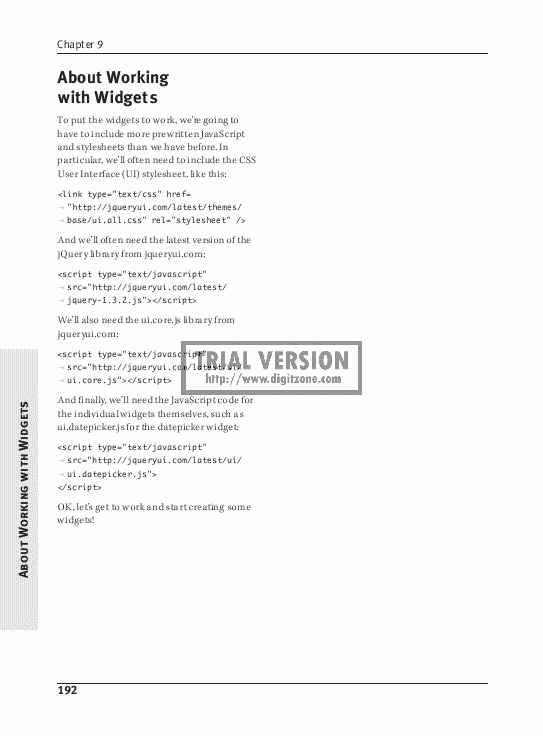 Chapter 9
About Working
with Widgets
To put the widgets to work, we're going to
have to include more prewritten JavaScript
and stylesheets than we have before. In
particular, we'll often need to include the CSS
User Interface (UI) stylesheet, like this:
<link type="text/css" href=
→ "http://jqueryui.com/latest/themes/
→ base/ui.all.css" rel="stylesheet" />
And we'll often need the latest version of the
jQuery library from jqueryui.com:
<script type="text/javascript"
→ src="http://jqueryui.com/latest/
→ jquery-1.3.2.js"></script>
We'll also need the ui.core.js library from
jqueryui.com:
<script type="text/javascript"
→ src="http://jqueryui.com/latest/ui/
→ ui.core.js"></script>
TRIAL VERSION
http://www.digitzone.com
And finally, we'll need the JavaScript code for
the individual widgets themselves, such as
ui.datepicker.js for the datepicker widget:
<script type="text/javascript"
→ src="http://jqueryui.com/latest/ui/
→ ui.datepicker.js">
</script>
OK, let's get to work and start creating some
widgets!
About Working with Widgets
192